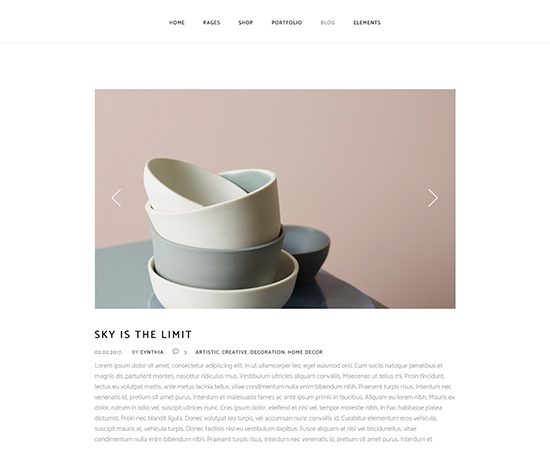 HOME PAGES SHOP PORTFOLIO BLOG ELEMENTS
SKY IS THE LIMIT
02.02.2017. BY CYNTHIA 3 ARTISTIC, CREATIVE, DECORATION, HOME DECOR
Lorem ipsum dolor sit amet, consectetur adipiscing elit. In ut ullamcorper leo, eget euismod orci. Cum sociis natoque penatibus et
magnis dis parturient montes, nascetur ridiculus mus. Vestibulum ultricies aliquam convallis. Maecenas ut tellus mi. Proin tincidunt,
lectus eu volutpat mattis, ante metus lacinia tellus, vitae condimentum nulla enim bibendum nibh. Praesent turpis risus, interdum nec
venenatis id, pretium sit amet purus. Interdum et malesuada fames ac ante ipsum primis in faucibus. Aliquam eu lorem nibh. Mauris ex
dolor, rutrum in odio vel, suscipit ultrices nunc. Cras ipsum dolor, eleifend et nisl vel, tempor molestie nibh. In hac habitasse platea
dictumst. Proin nec blandit ligula. Donec volutpat leo turpis, vel accumsan nunc convallis id. Curabitur elementum eros vehicula,
suscipit mauris at, vehicula turpis. Donec facilisis nisl eu vestibulum dapibus. Fusce aliquam at nisl vel tincidunt tincidunellus, vitae
condimentum nulla enim bibendum nibh. Praesent turpis risus, interdum nec venenatis id, pretium sit amet purus. Interdum et